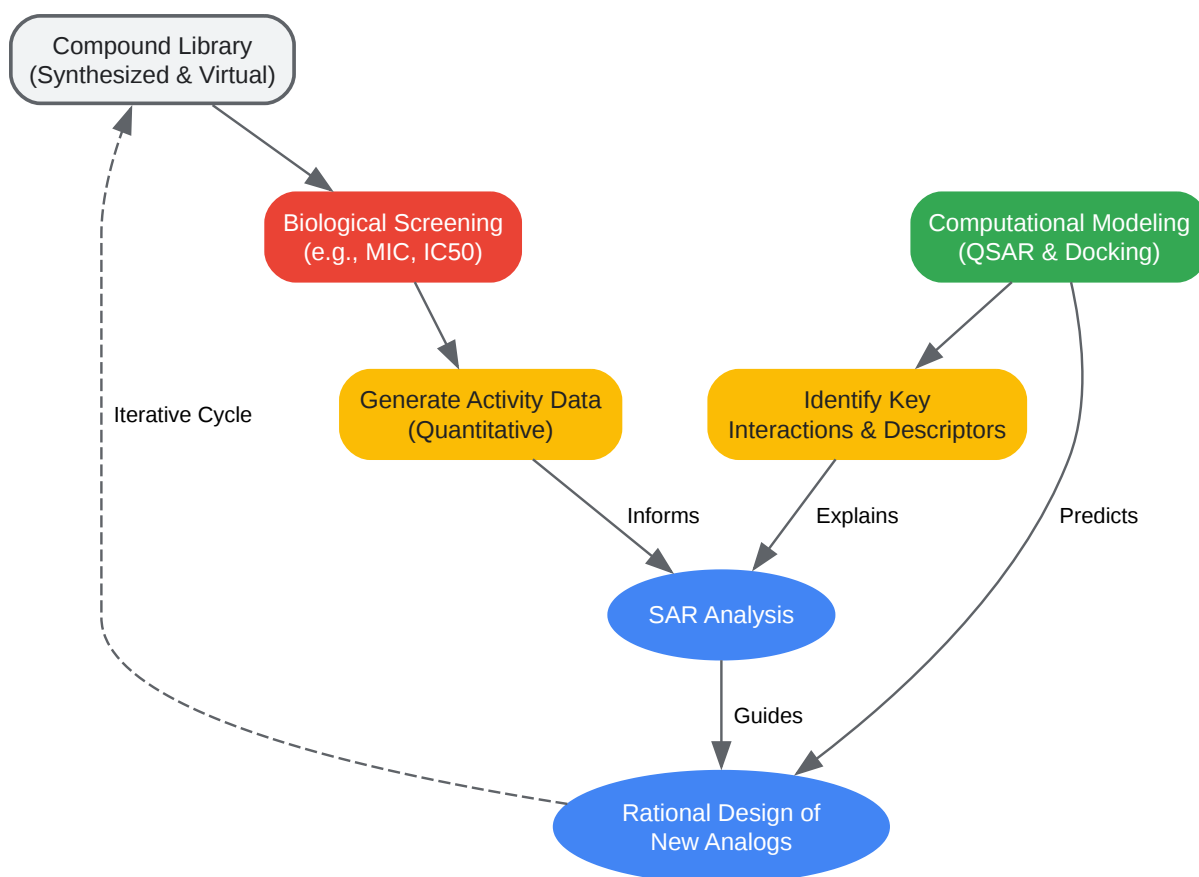 Compound Library
(Synthesized & Virtual)
Biological Screening
(e.g., MIC, IC50)
Computational Modeling
(QSAR & Docking)
Generate Activity Data
(Quantitative)
Identify Key
Interactions & Descriptors
Iterative Cycle
Informs
Explains
Predicts
SAR Analysis
Guides
Rational Design of
New Analogs